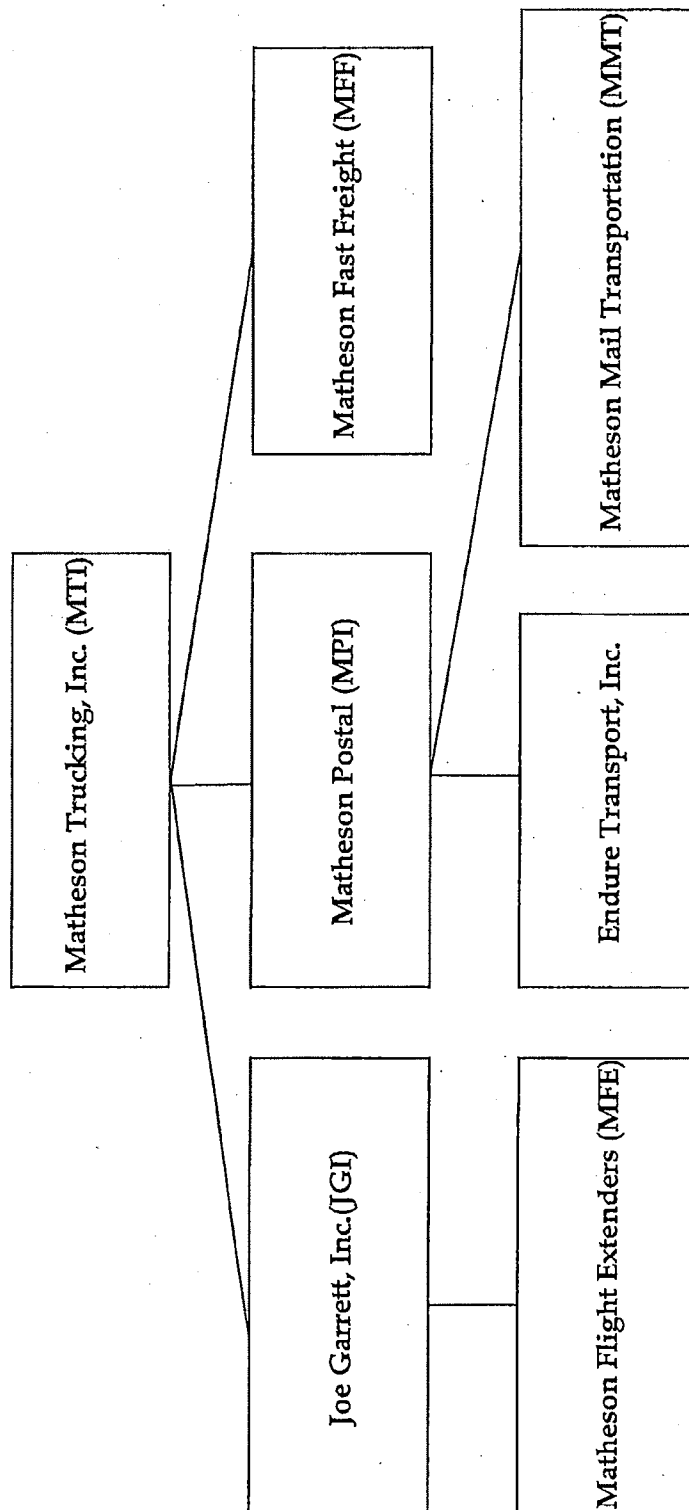 Matheson Trucking, Inc. (MTI)
Joe Garrett, Inc.(JGI)
Matheson Postal (MPI)
Matheson Fast Freight (MFF)
Matheson Flight Extenders (MFE)
Endure Transport, Inc.
Matheson Mail Transportation (MMT)